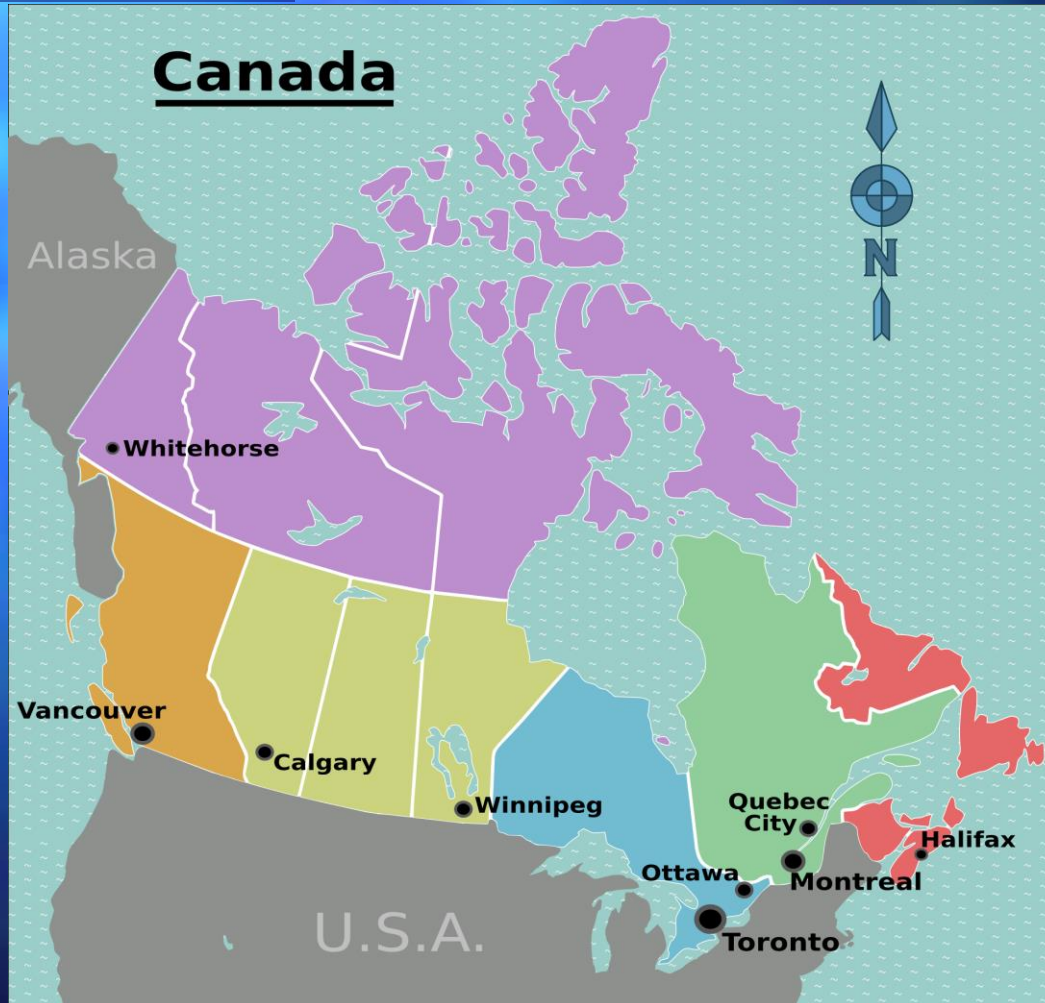 Canada
N
Alaska
Whitehorse
Vancouver
Calgary
Winnipeg
Quebec
City
Halifax
Ottawa
Montreal
U.S.A.
Toronto